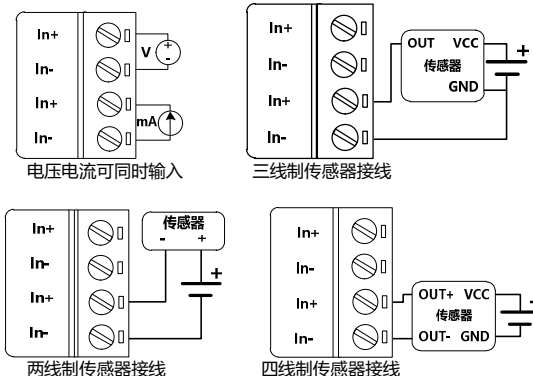 In+
In-
In+
In-
V
+
-
mA
电压电流可同时输入
In+
In-
In+
In-
OUT VCC
传感器
GND
+
三线制传感器接线
In+
In-
In+
In-
传感器
- +
+
两线制传感器接线
In+
In-
In+
In-
OUT+ VCC
传感器
OUT- GND
四线制传感器接线